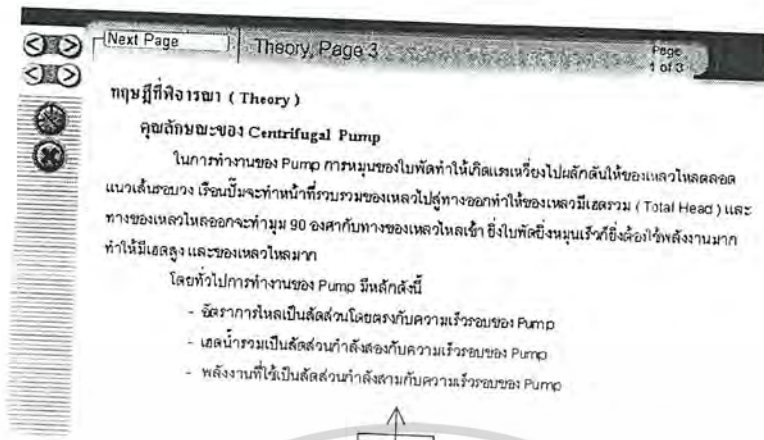 Next Page
Theory, Page 3
Page
1 of 3
ทฤษฎีที่พิจารณา ( Theory )
คุณลักษณะของ Centrifugal Pump
ในการทำงานของ Pump การหมุนของใบพัดทำให้เกิดแรงเหวี่ยงไปผลักดันให้ของเหลวไหลตลอด
แนวเส้นรอบวง เรือนปั๊มจะทำหน้าที่รวบรวมของเหลวไปสู่ทางออกทำให้ของเหลวมีเฮดรวม ( Total Head ) และ
ทางของเหลวไหลออกจะทำมุม 90 องศากับทางของเหลวไหลเข้า ยิ่งใบพัดยิ่งหมุนเร็วก็ยิ่งต้องใช้พลังงานมาก
ทำให้มีเฮดสูง และของเหลวไหลมาก
โดยทั่วไปการทำงานของ Pump มีหลักดังนี้
- อัตราการไหลเป็นสัดส่วนโดยตรงกับความเร็วรอบของ Pump
- เฮดน้ำรวมเป็นสัดส่วนกำลังสองกับความเร็วรอบของ Pump
- พลังงานที่ใช้เป็นสัดส่วนกำลังสามกับความเร็วรอบของ Pump